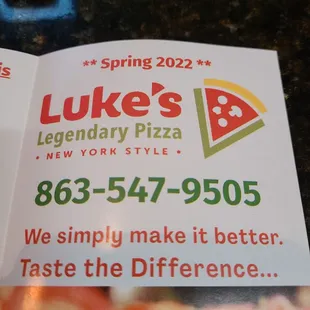 ** Spring 2022 **
Luke's
Legendary Pizza
• NEW YORK STYLE •
863-547-9505
We simply make it better.
Taste the Difference...